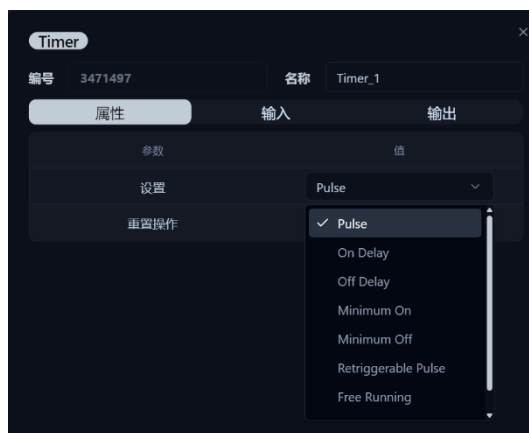 Timer
编号 3471497 名称 Timer_1
属性 输入 输出
参数 值
设置 Pulse
重置操作
Pulse
On Delay
Off Delay
Minimum On
Minimum Off
Retriggerable Pulse
Free Running